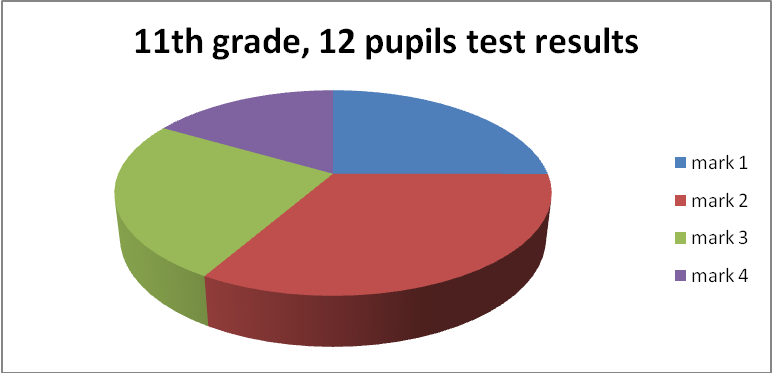 11th grade, 12 pupils test results
mark 1
mark 2
mark 3
mark 4